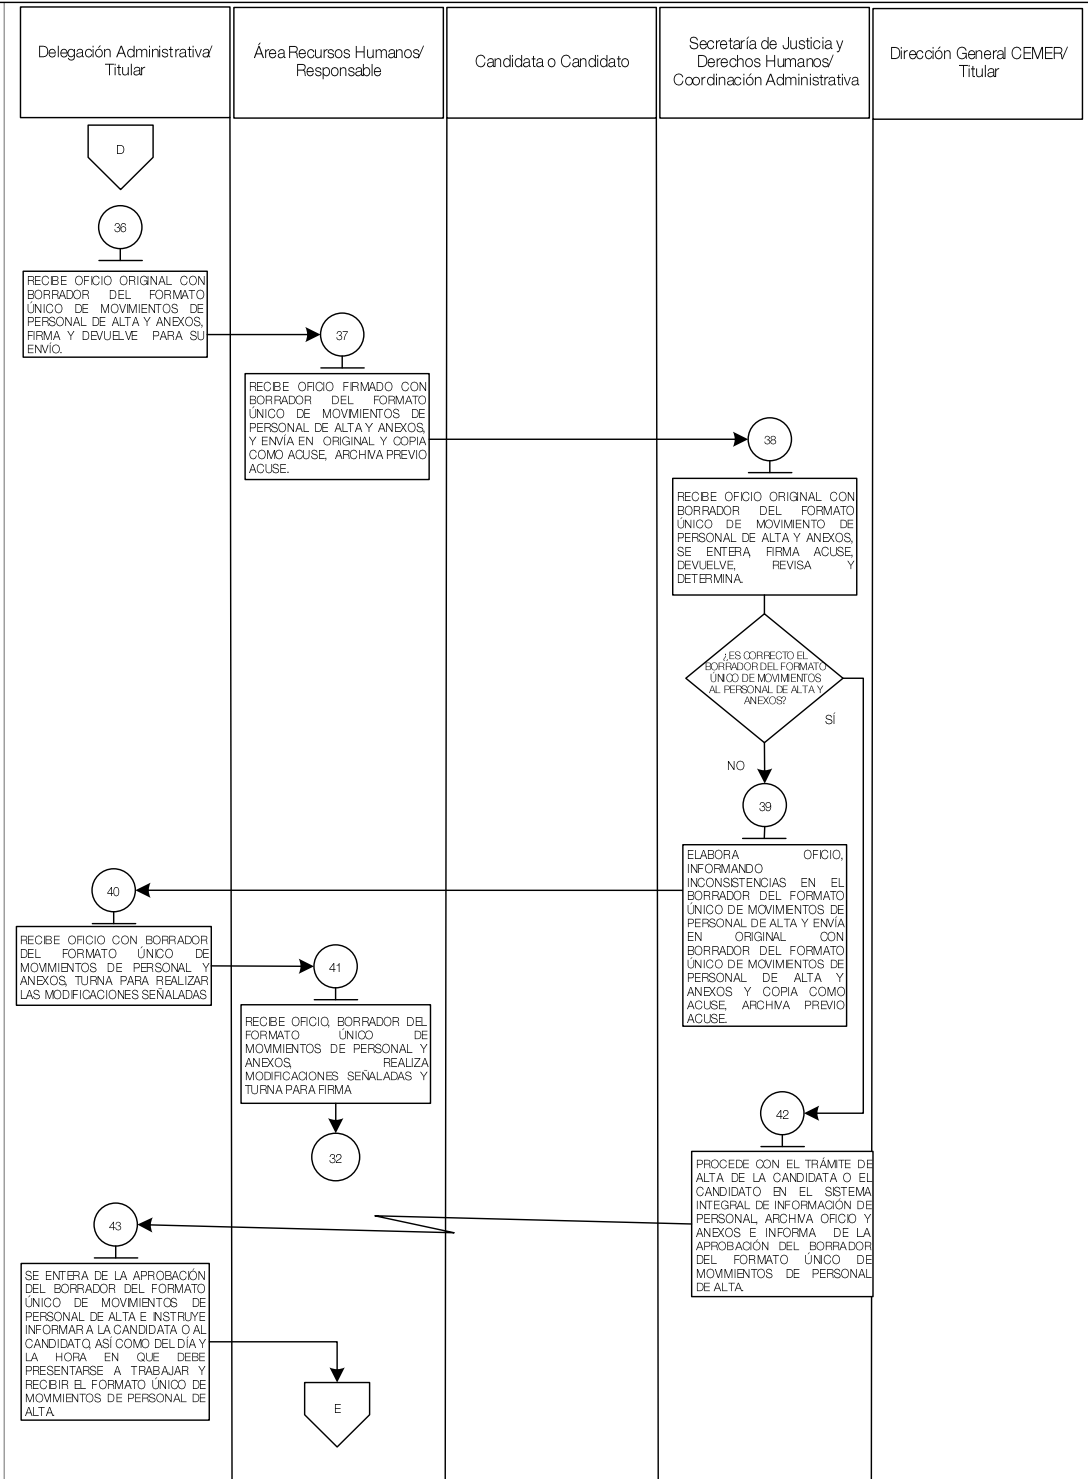 Delegación Administrativa/
Titular
Área Recursos Humanos/
Responsable
Candidata o Candidato
Secretaría de Justicia y
Derechos Humanos/
Coordinación Administrativa
Dirección General CEMER/
Titular
D
36
RECIBE OFICIO ORIGINAL CON
BORRADOR DEL FORMATO
ÚNICO DE MOVIMIENTOS DE
PERSONAL DE ALTA Y ANEXOS,
FIRMA Y DEVUELVE PARA SU
ENVÍO.
37
RECIBE OFICIO FIRMADO CON
BORRADOR DEL FORMATO
ÚNICO DE MOVIMIENTOS DE
PERSONAL DE ALTA Y ANEXOS,
Y ENVÍA EN ORIGINAL Y COPIA
COMO ACUSE, ARCHIVA PREVIO
ACUSE.
38
RECIBE OFICIO ORIGINAL CON
BORRADOR DEL FORMATO
ÚNICO DE MOVIMIENTO DE
PERSONAL DE ALTA Y ANEXOS,
SE ENTERA, FIRMA ACUSE,
DEVUELVE, REVISA Y
DETERMINA.
¿ES CORRECTO EL
BORRADOR DEL FORMATO
ÚNICO DE MOVIMIENTOS
AL PERSONAL DE ALTA Y
ANEXOS?
SÍ
NO
39
ELABORA OFICIO,
INFORMANDO
INCONSISTENCIAS EN EL
BORRADOR DEL FORMATO
ÚNICO DE MOVIMIENTOS DE
PERSONAL DE ALTA Y ENVÍA
EN ORIGINAL CON
BORRADOR DEL FORMATO
ÚNICO DE MOVIMIENTOS DE
PERSONAL DE ALTA Y
ANEXOS Y COPIA COMO
ACUSE, ARCHIVA PREVIO
ACUSE.
40
RECIBE OFICIO CON BORRADOR
DEL FORMATO ÚNICO DE
MOVIMIENTOS DE PERSONAL Y
ANEXOS, TURNA PARA REALIZAR
LAS MODIFICACIONES SEÑALADAS
41
RECIBE OFICIO, BORRADOR DEL
FORMATO ÚNICO DE
MOVIMIENTOS DE PERSONAL Y
ANEXOS, REALIZA
MODIFICACIONES SEÑALADAS Y
TURNA PARA FIRMA
32
42
PROCEDE CON EL TRÁMITE DE
ALTA DE LA CANDIDATA O EL
CANDIDATO EN EL SISTEMA
INTEGRAL DE INFORMACIÓN DE
PERSONAL, ARCHIVA OFICIO Y
ANEXOS E INFORMA DE LA
APROBACIÓN DEL BORRADOR
DEL FORMATO ÚNICO DE
MOVIMIENTOS DE PERSONAL
DE ALTA.
43
SE ENTERA DE LA APROBACIÓN
DEL BORRADOR DEL FORMATO
ÚNICO DE MOVIMIENTOS DE
PERSONAL DE ALTA E INSTRUYE
INFORMAR A LA CANDIDATA O AL
CANDIDATO, ASÍ COMO DEL DÍA Y
LA HORA EN QUE DEBE
PRESENTARSE A TRABAJAR Y
RECIBIR EL FORMATO ÚNICO DE
MOVIMIENTOS DE PERSONAL DE
ALTA.
E